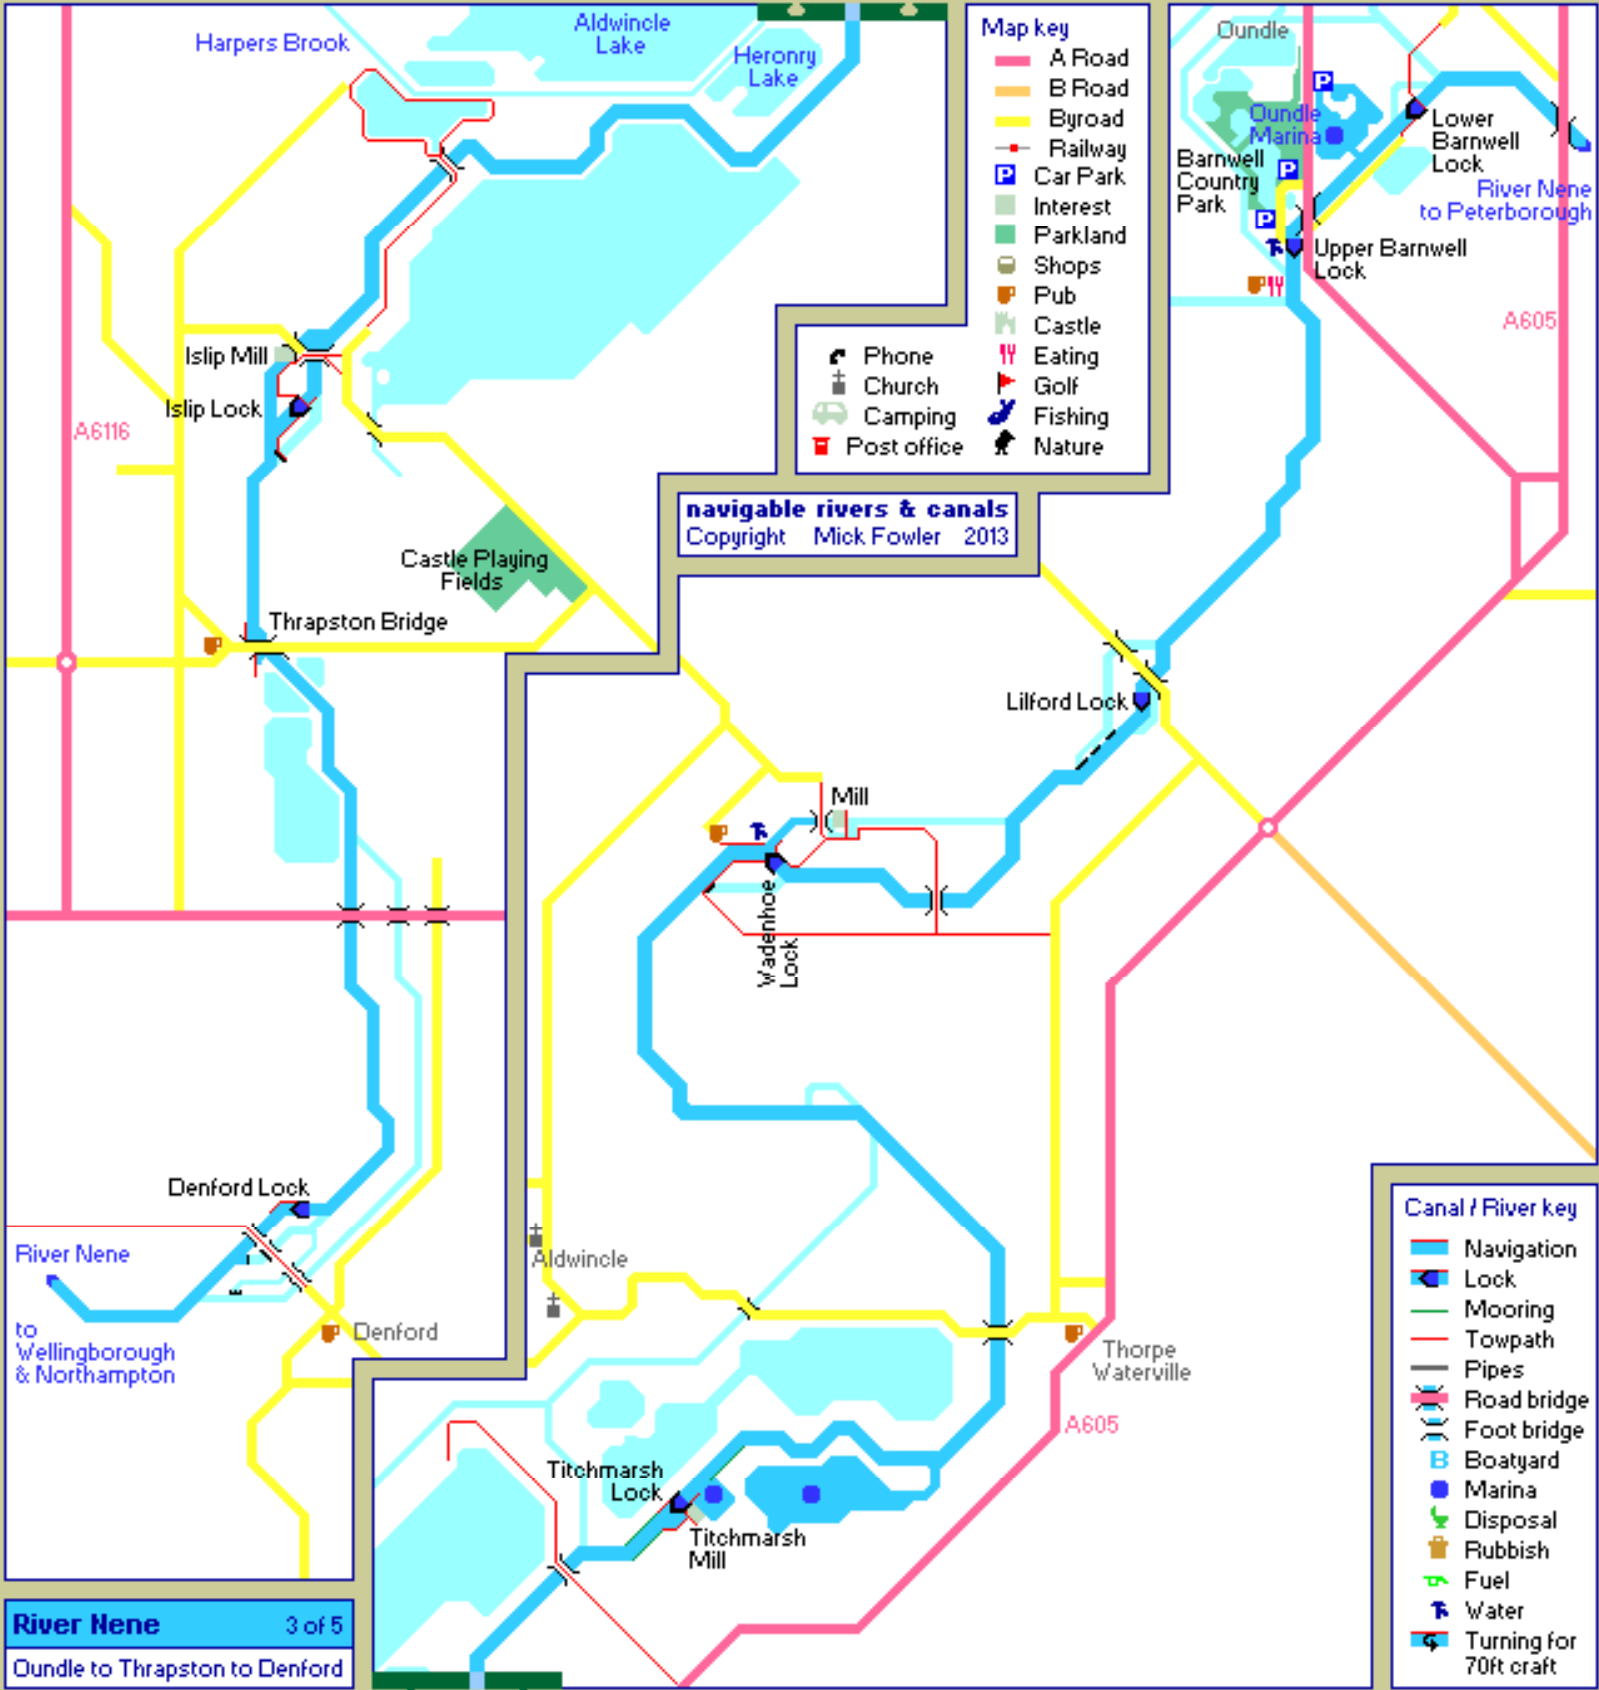 Harpers Brook
Aldwincle
Lake
Heronry
Lake
Islip Mill
Islip Lock
A6116
Castle Playing
Fields
Thrapston Bridge
Denford Lock
River Nene
to
Wellingborough
& Northampton
Denford
River Nene 3 of 5
Oundle to Thrapston to Denford
Map key
A Road
B Road
Byroad
Railway
P Car Park
Interest
Parkland
Shops
Pub
Castle
Phone
Eating
Church
Golf
Camping
Fishing
Post office
Nature
navigable rivers & canals
Copyright Mick Fowler 2013
Oundle
P
Oundle
Marina
Lower
Barnwell
Lock
Barnwell
Country
Park
P
P
River Nene
to Peterborough
Upper Barnwell
Lock
A605
Lilford Lock
Mill
Wadenhoe
Lock
Aldwincle
Thorpe
Waterville
A605
Titchmarsh
Lock
Titchmarsh
Mill
Canal / River key
Navigation
Lock
Mooring
Towpath
Pipes
Road bridge
Foot bridge
B Boatyard
Marina
Disposal
Rubbish
Fuel
Water
Turning for
70ft craft